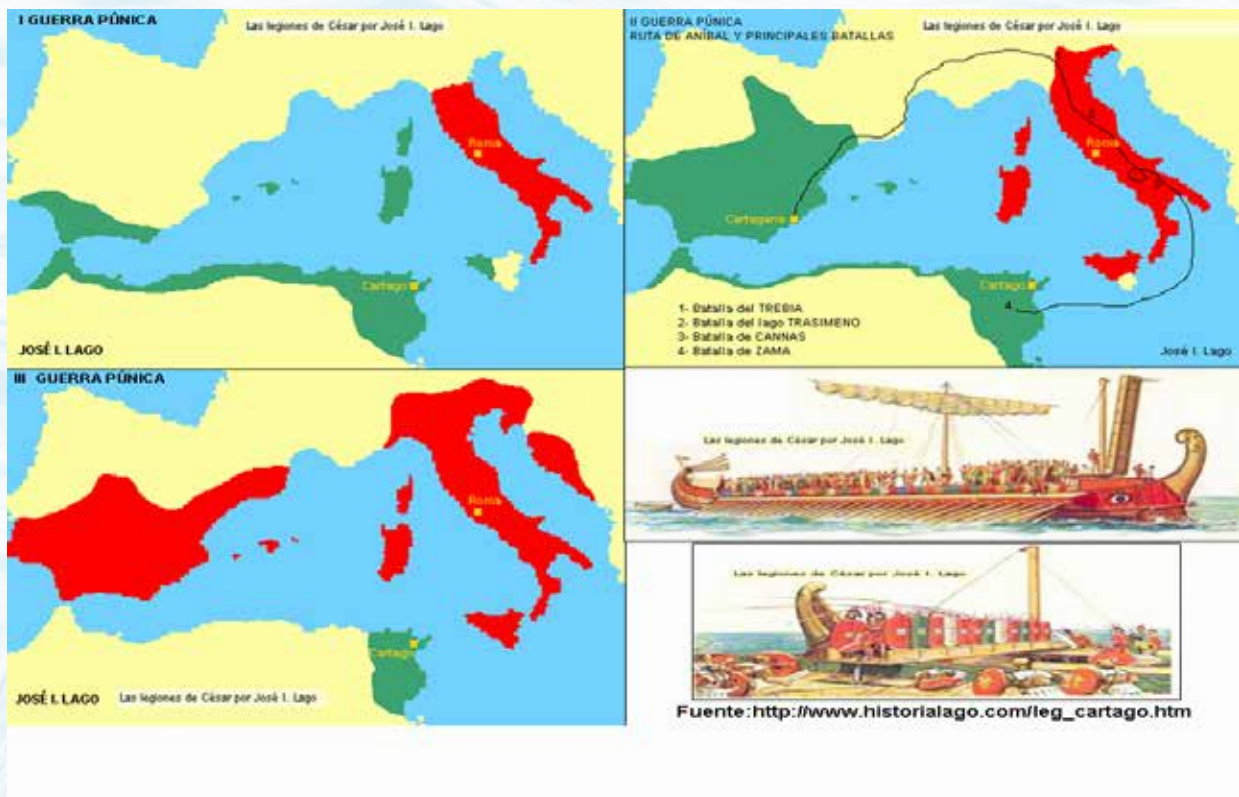 I GUERRA PÚNICA
Las legiones de César por José I. Lago
Roma
Cartago
JOSÉ I. LAGO
II GUERRA PÚNICA
RUTA DE ANÍBAL Y PRINCIPALES BATALLAS
Las legiones de César por José I. Lago
Roma
Cartagena
Cartago
4
1- Batalla del TREBIA
2- Batalla del lago TRASIMENO
3- Batalla de CANNAS
4- Batalla de ZAMA
José I. Lago
III GUERRA PÚNICA
Roma
Cartago
JOSÉ I. LAGO
Las legiones de César por José I. Lago
Las legiones de César por José I. Lago
Las legiones de César por José I. Lago
Fuente:http://www.historialago.com/leg_cartago.htm